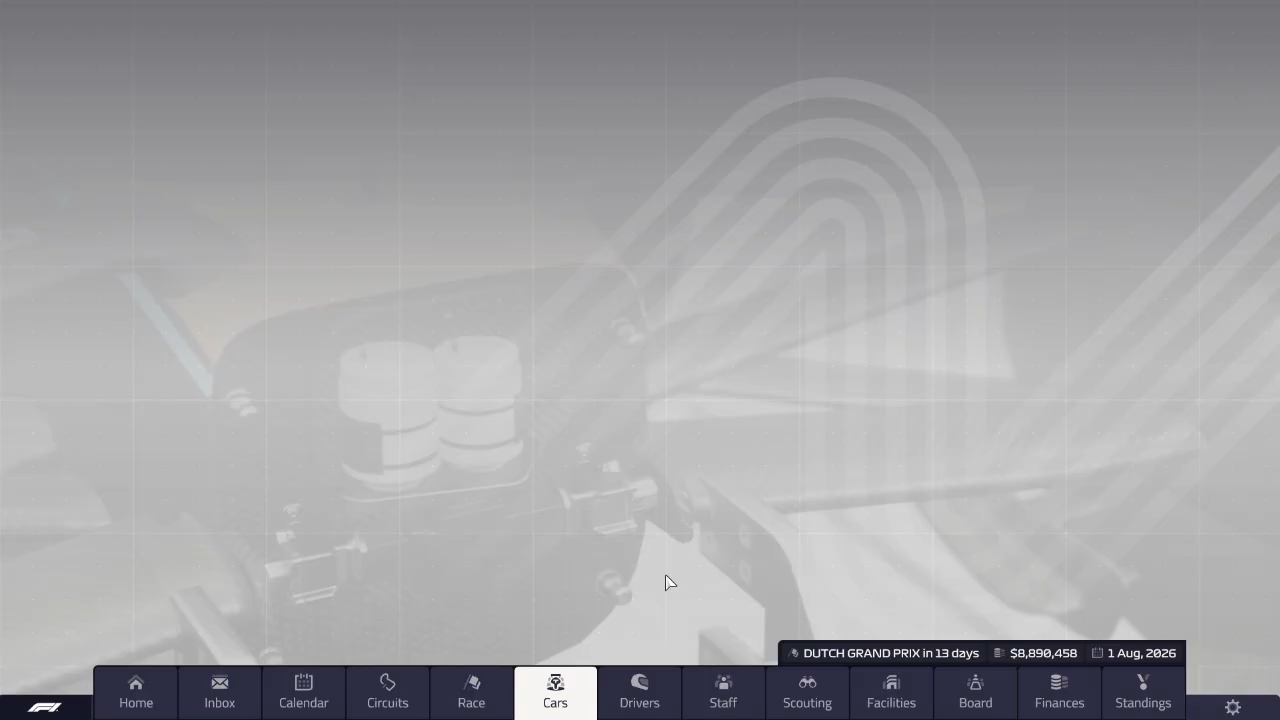 DUTCH GRAND PRIX in 13 days $8,890,458 1 Aug, 2026
Home Inbox Calendar Circuits Race Cars Drivers Staff Scouting Facilities Board Finances Standings